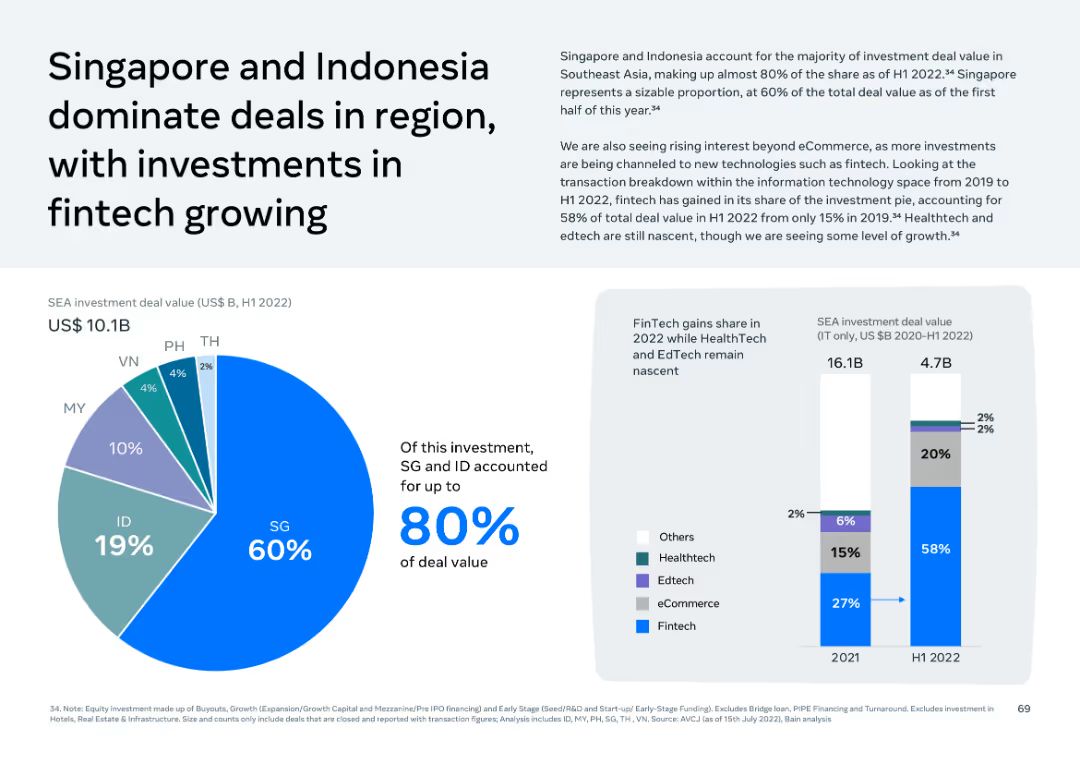 Singapore and Indonesia
dominate deals in region,
with investments in
fintech growing
Singapore and Indonesia account for the majority of investment deal value in
Southeast Asia, making up almost 80% of the share as of H1 2022.³⁴ Singapore
represents a sizable proportion, at 60% of the total deal value as of the first
half of this year.³⁴
We are also seeing rising interest beyond eCommerce, as more investments
are being channeled to new technologies such as fintech. Looking at the
transaction breakdown within the information technology space from 2019 to
H1 2022, fintech has gained in its share of the investment pie, accounting for
58% of total deal value in H1 2022 from only 15% in 2019.³⁴ Healthtech and
edtech are still nascent, though we are seeing some level of growth.³⁴
SEA investment deal value (US$ B, H1 2022)
US$ 10.1B
TH
2%
PH
4%
VN
4%
MY
10%
ID
19%
SG
60%
Of this investment,
SG and ID accounted
for up to
80%
of deal value
FinTech gains share in
2022 while HealthTech
and EdTech remain
nascent
SEA investment deal value
(IT only, US $B 2020–H1 2022)
16.1B
4.7B
2%
2%
20%
2%
6%
15%
58%
27%
Others
Healthtech
Edtech
eCommerce
Fintech
2021
H1 2022
34. Note: Equity investment made up of Buyouts, Growth (Expansion/Growth Capital and Mezzanine/Pre IPO financing) and Early Stage (Seed/R&D and Start-up/ Early-Stage Funding). Excludes Bridge loan, PIPE Financing and Turnaround. Excludes investment in
Hotels, Real Estate & Infrastructure. Size and counts only include deals that are closed and reported with transaction figures; Analysis includes ID, MY, PH, SG, TH , VN. Source: AVCJ (as of 15th July 2022), Bain analysis
69